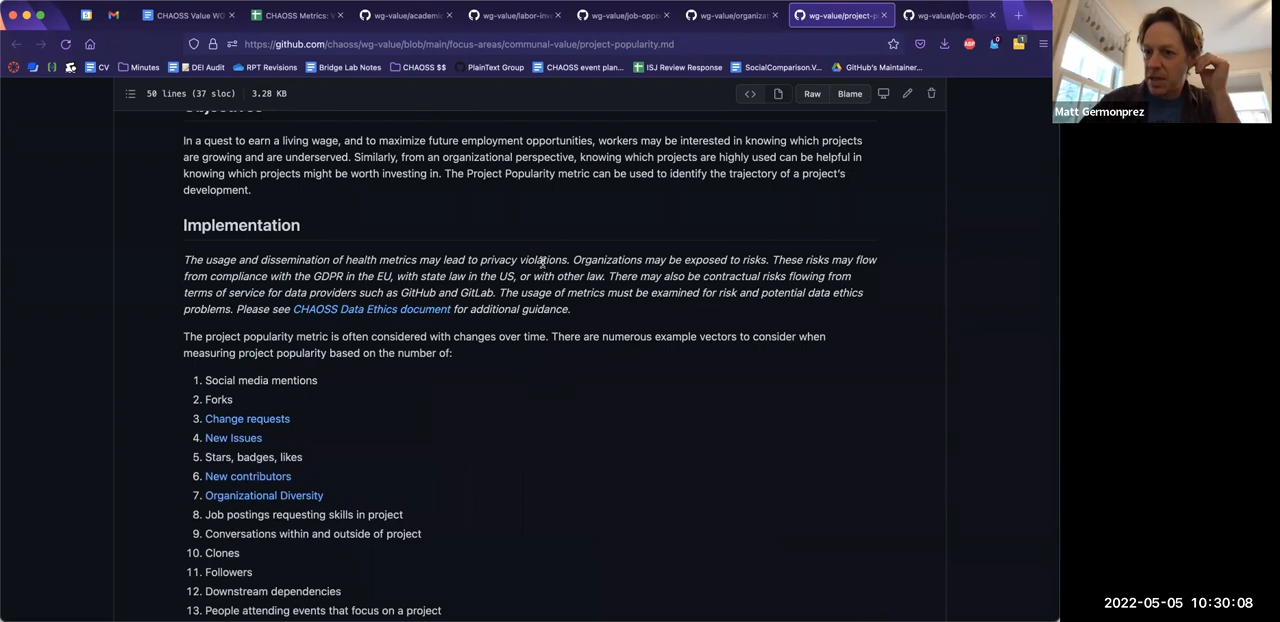 CHAOSS Value WG
CHAOSS Metrics:
wg-value/academic
wg-value/labor-inv
wg-value/job-oppo
wg-value/organizat
wg-value/project-p
wg-value/job-oppo
https://github.com/chaoss/wg-value/blob/main/focus-areas/communal-value/project-popularity.md
CV
Minutes
DEI Audit
RPT Revisions
Bridge Lab Notes
CHAOSS $$
PlainText Group
CHAOSS event plan...
ISJ Review Response
SocialComparison.V...
GitHub's Maintainer...
50 lines (37 sloc)
3.28 KB
Raw
Blame
Objectives
In a quest to earn a living wage, and to maximize future employment opportunities, workers may be interested in knowing which projects
are growing and are underserved. Similarly, from an organizational perspective, knowing which projects are highly used can be helpful in
knowing which projects might be worth investing in. The Project Popularity metric can be used to identify the trajectory of a project's
development.
Implementation
The usage and dissemination of health metrics may lead to privacy violations. Organizations may be exposed to risks. These risks may flow
from compliance with the GDPR in the EU, with state law in the US, or with other law. There may also be contractual risks flowing from
terms of service for data providers such as GitHub and GitLab. The usage of metrics must be examined for risk and potential data ethics
problems. Please see CHAOSS Data Ethics document for additional guidance.
The project popularity metric is often considered with changes over time. There are numerous example vectors to consider when
measuring project popularity based on the number of:
1. Social media mentions
2. Forks
3. Change requests
4. New Issues
5. Stars, badges, likes
6. New contributors
7. Organizational Diversity
8. Job postings requesting skills in project
9. Conversations within and outside of project
10. Clones
11. Followers
12. Downstream dependencies
13. People attending events that focus on a project
Matt Germonprez
2022-05-05 10:30:08